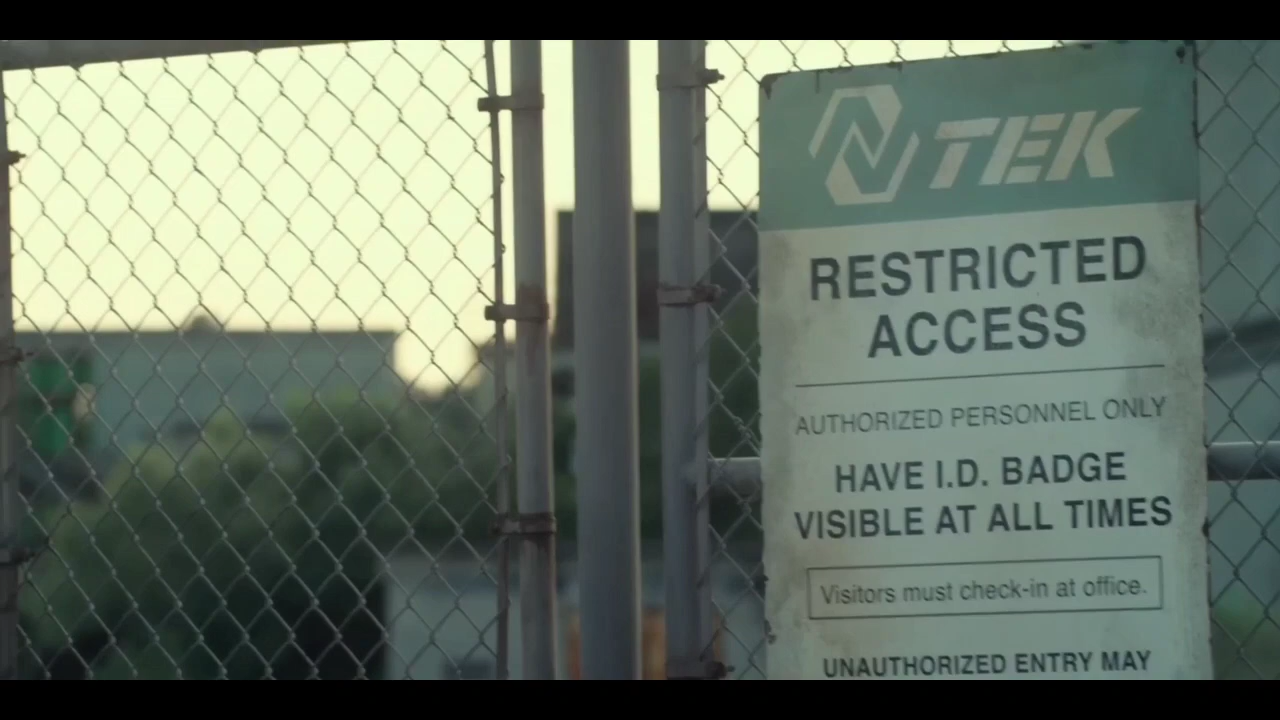 N TEK
RESTRICTED
ACCESS
AUTHORIZED PERSONNEL ONLY
HAVE I.D. BADGE
VISIBLE AT ALL TIMES
Visitors must check-in at office.
UNAUTHORIZED ENTRY MAY